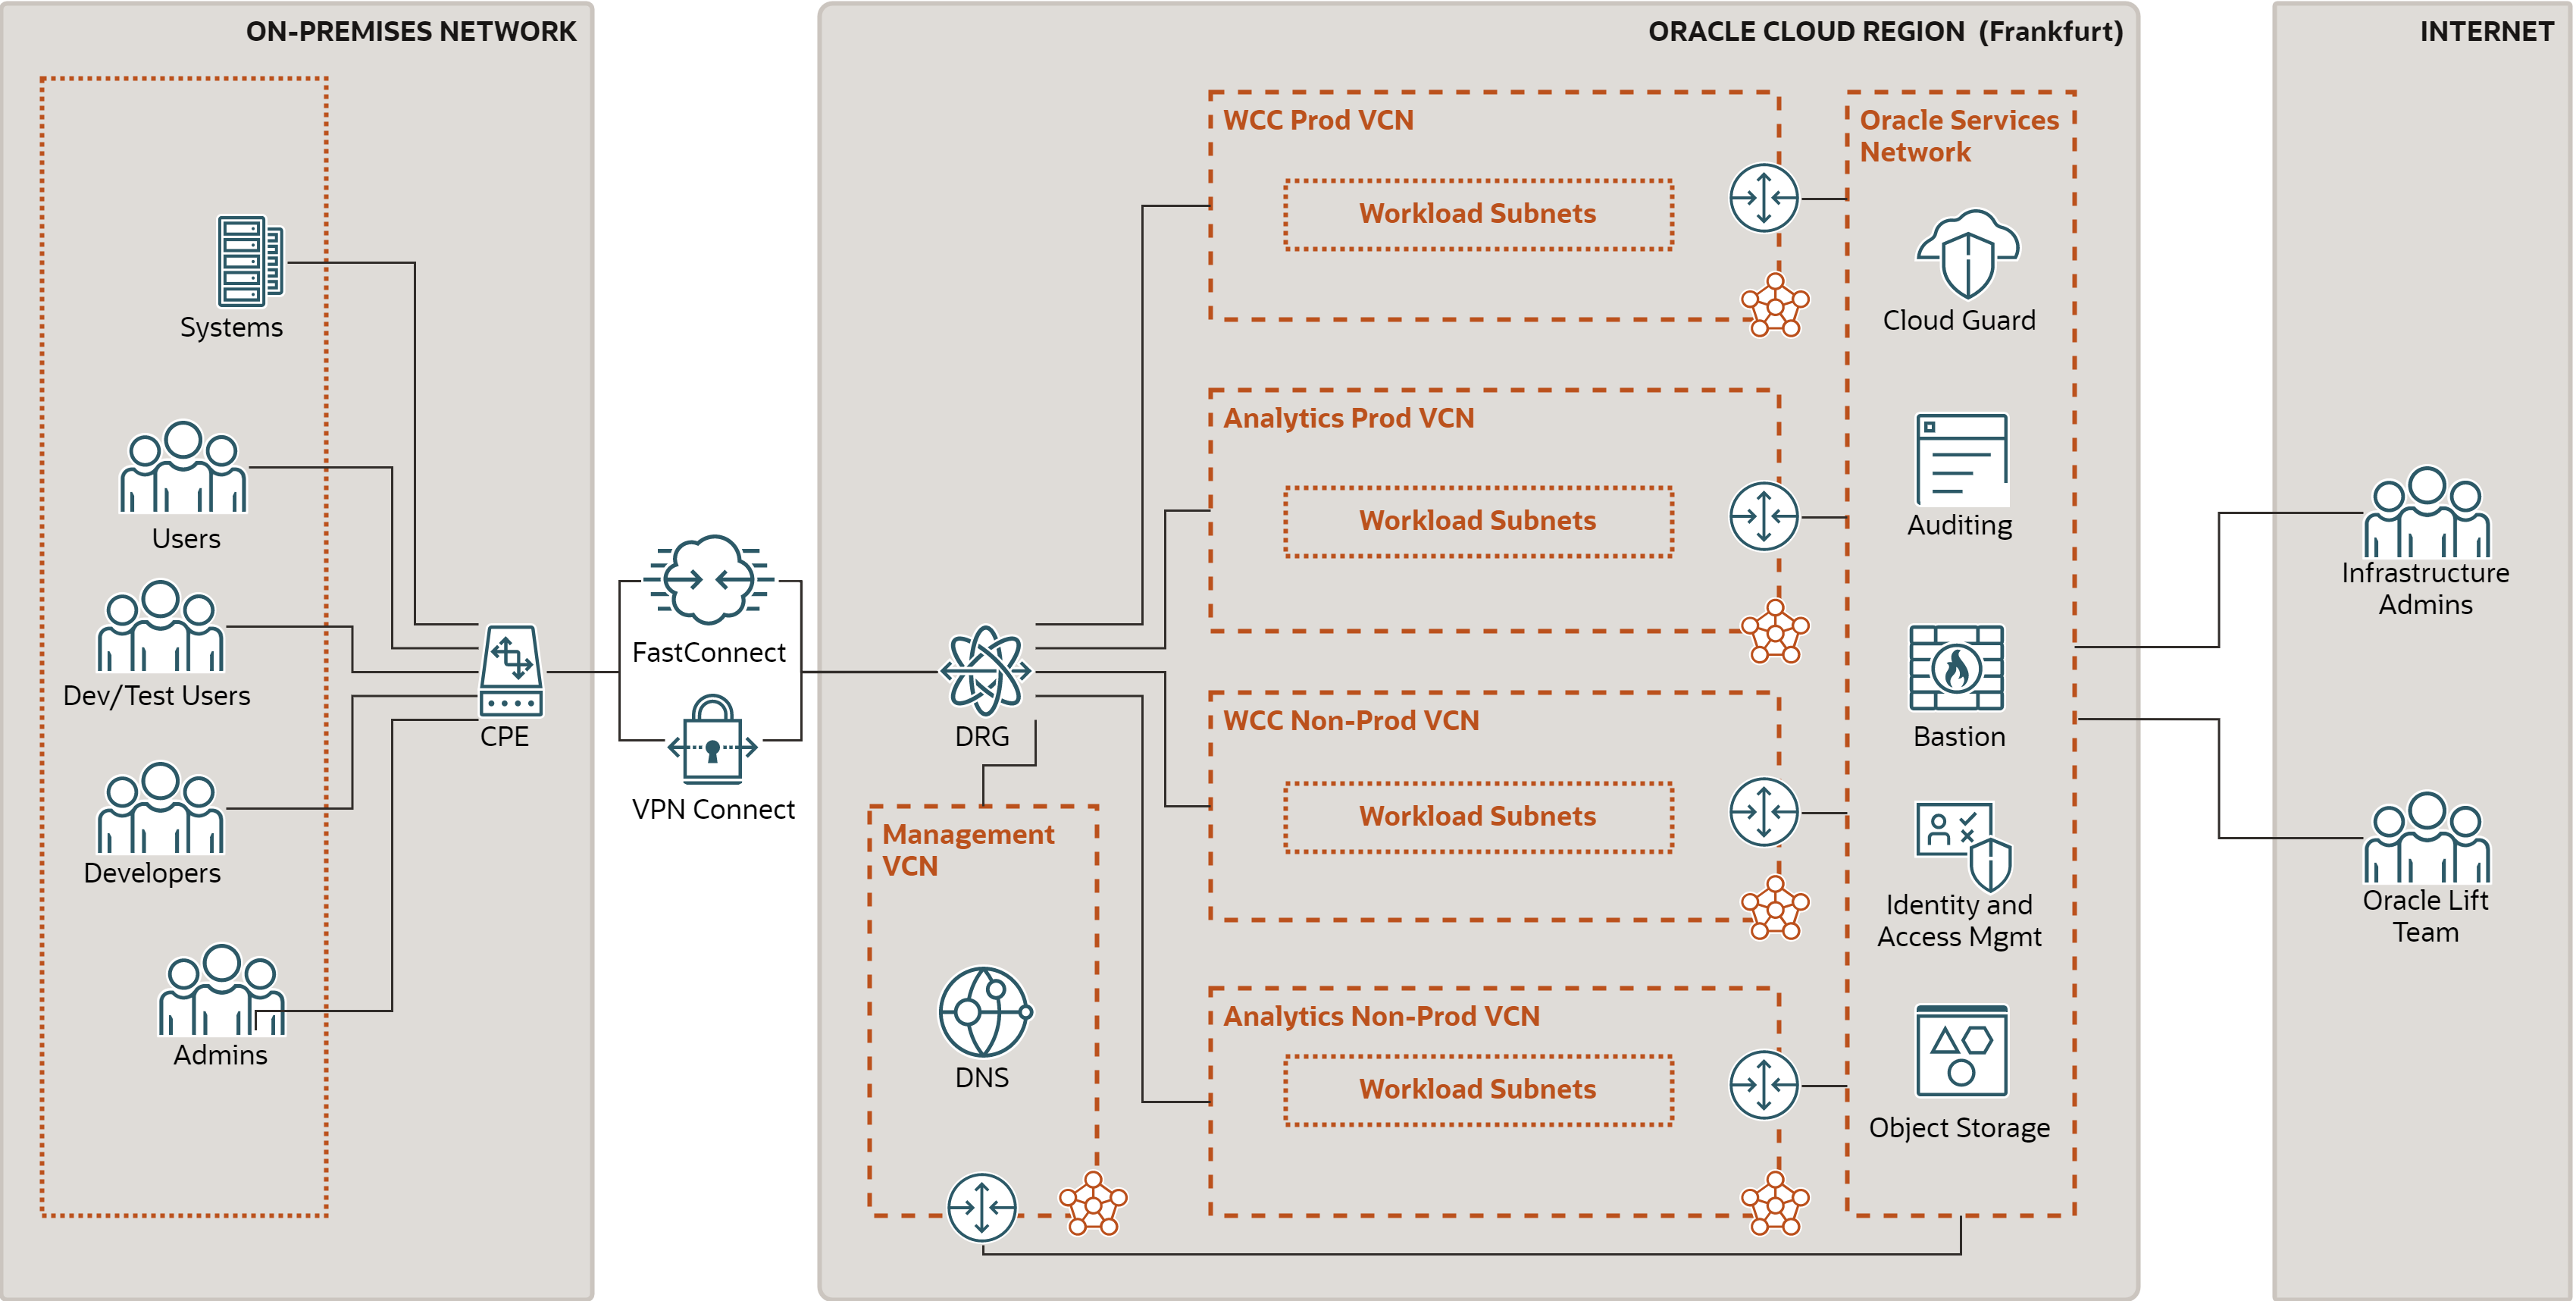 ON-PREMISES NETWORK
Systems
Users
Dev/Test Users
Developers
Admins
CPE
FastConnect
VPN Connect
ORACLE CLOUD REGION (Frankfurt)
DRG
Management
VCN
DNS
WCC Prod VCN
Workload Subnets
Analytics Prod VCN
Workload Subnets
WCC Non-Prod VCN
Workload Subnets
Analytics Non-Prod VCN
Workload Subnets
Oracle Services
Network
Cloud Guard
Auditing
Bastion
Identity and
Access Mgmt
Object Storage
INTERNET
Infrastructure
Admins
Oracle Lift
Team